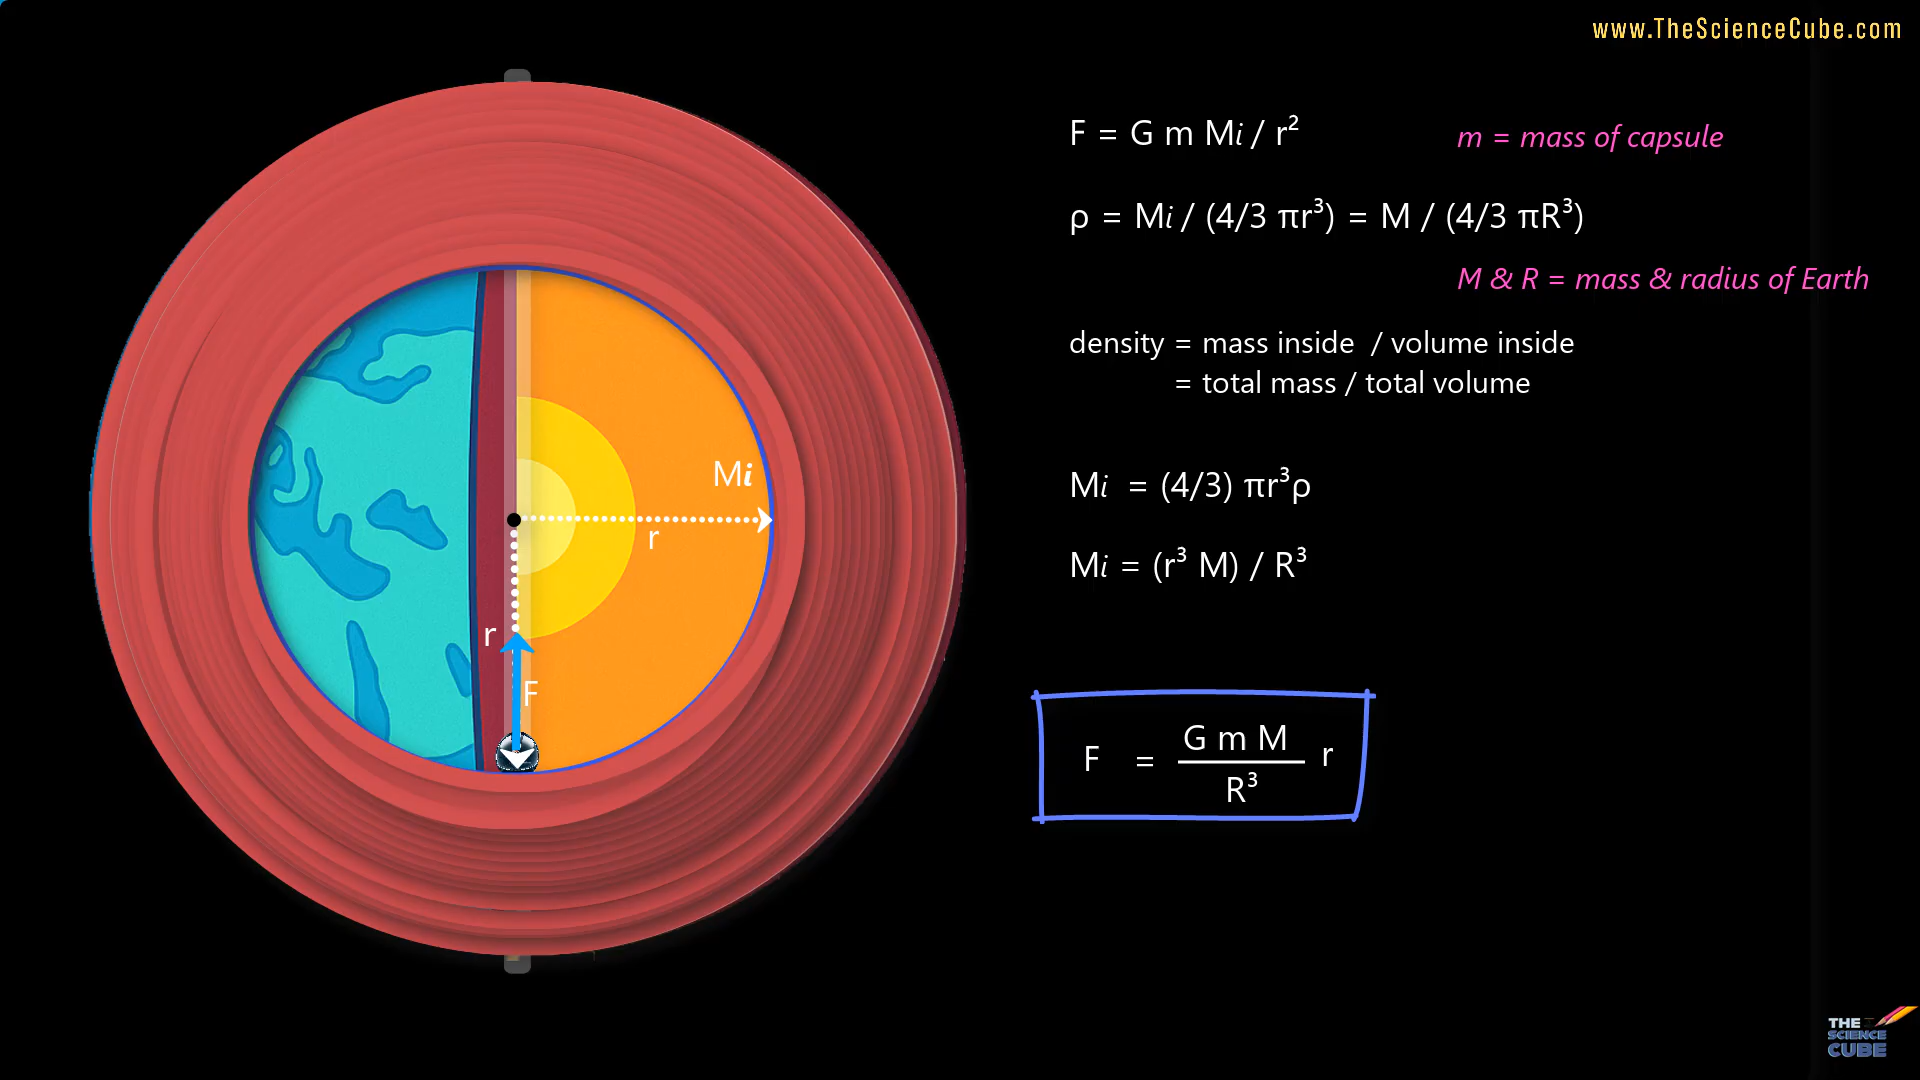 www.TheScienceCube.com
F = G m Mi / r²
m = mass of capsule
ρ = Mi / (4/3 πr³) = M / (4/3 πR³)
M & R = mass & radius of Earth
density = mass inside / volume inside
= total mass / total volume
Mi
r
Mi = (4/3) πr³ρ
Mi = (r³ M) / R³
r
F
F = G m M / R³ r
THE
SCIENCE
CUBE